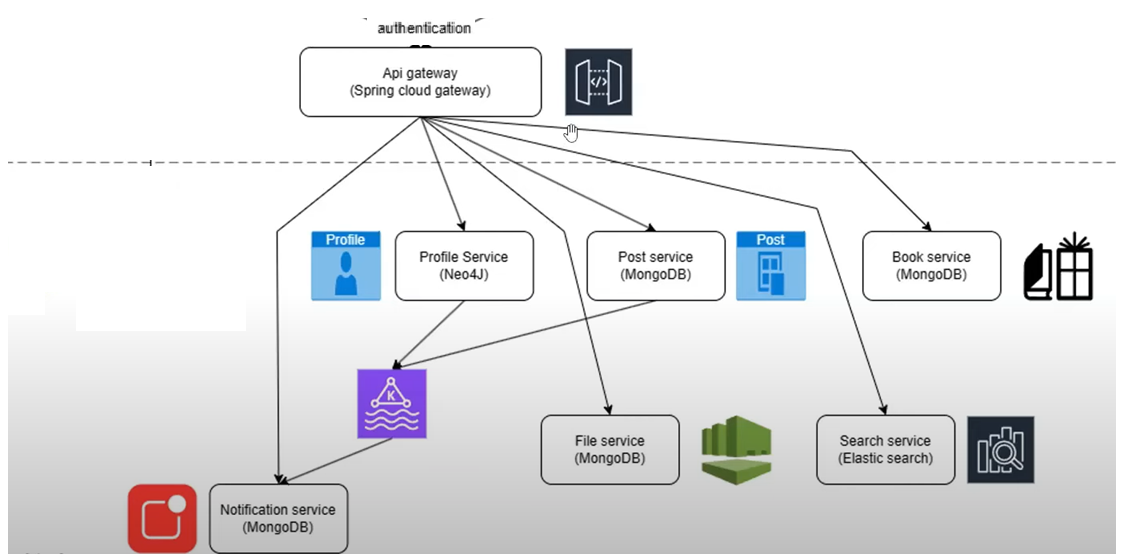 authentication
Api gateway
(Spring cloud gateway)
Profile
Profile Service
(Neo4J)
Post service
(MongoDB)
Post
Book service
(MongoDB)
K
File service
(MongoDB)
Search service
(Elastic search)
Notification service
(MongoDB)